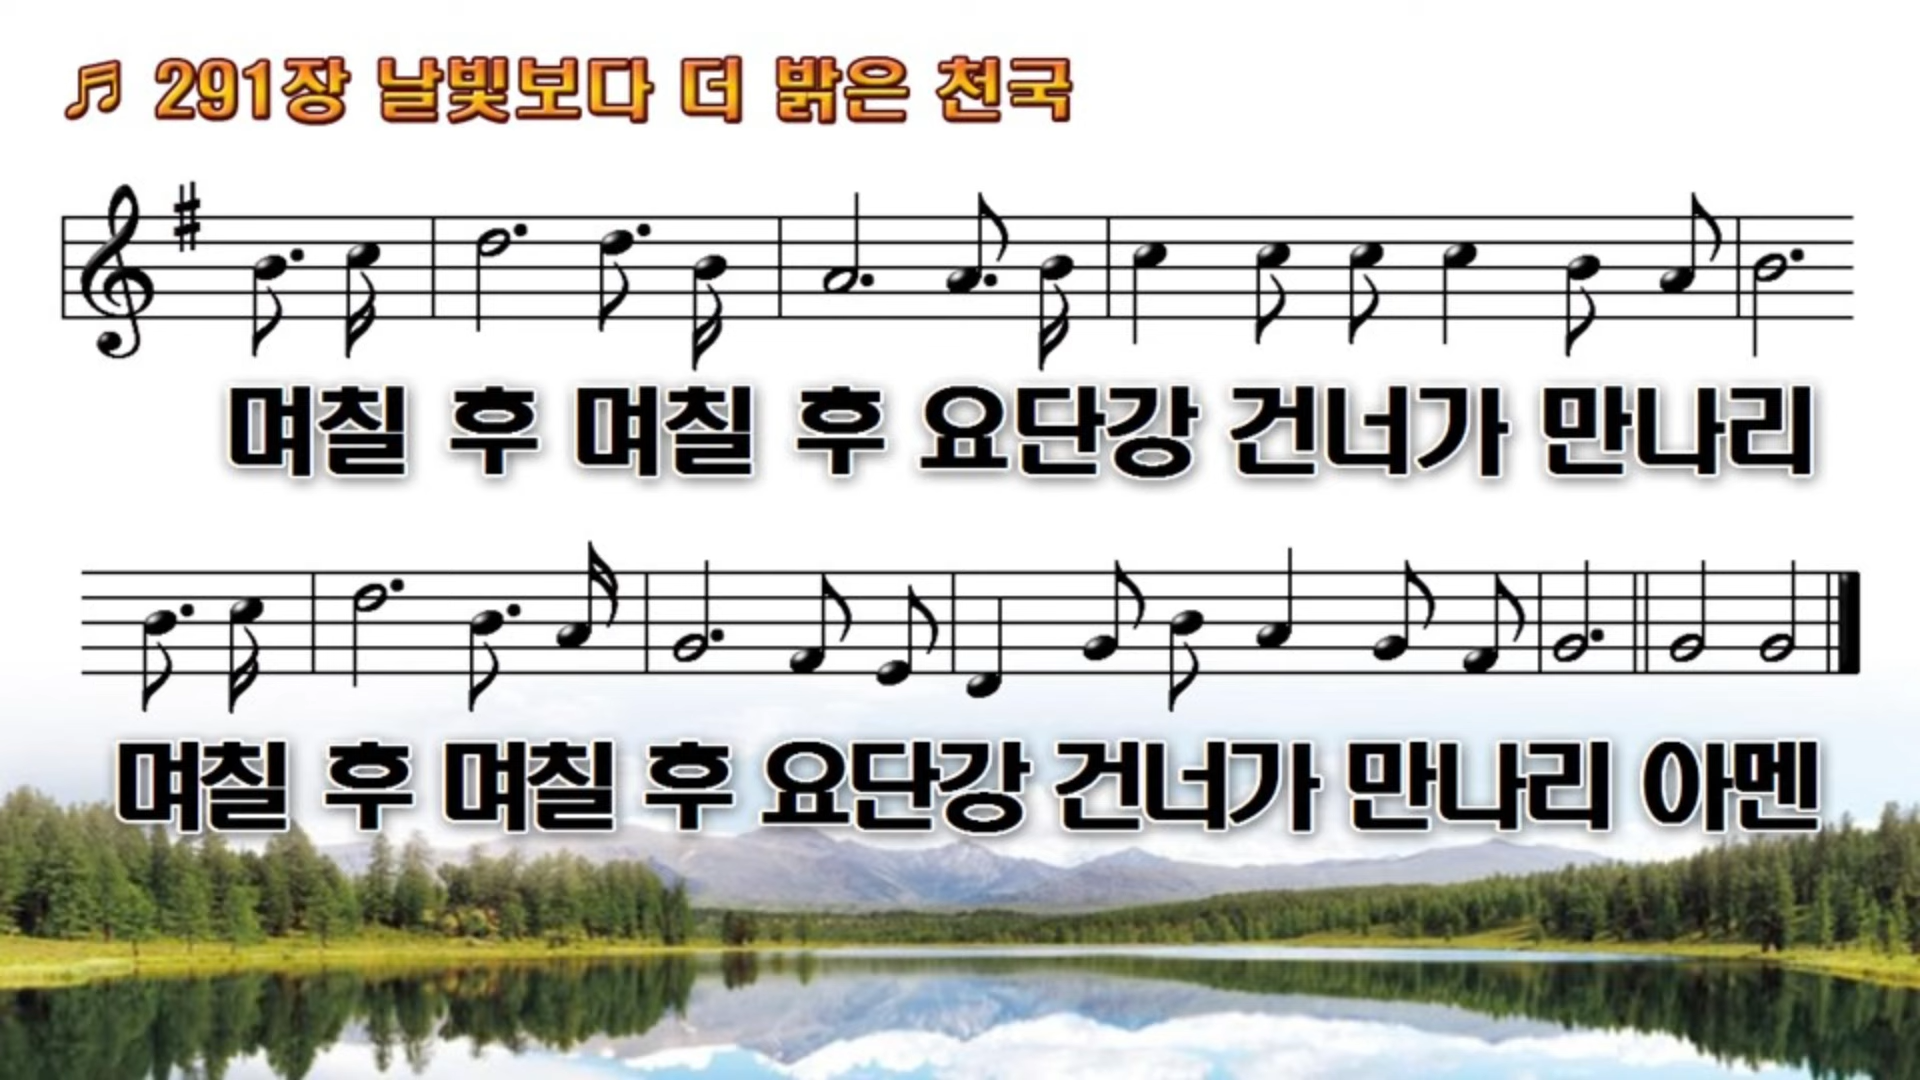 ♬ 291장 날빛보다 더 밝은 천국
며칠 후 며칠 후 요단강 건너가 만나리
며칠 후 며칠 후 요단강 건너가 만나리 아멘